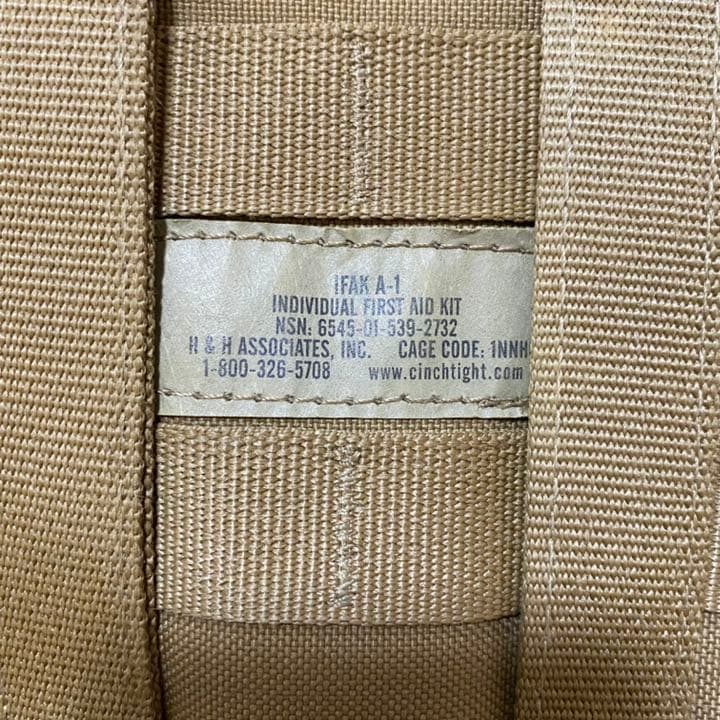 IFAK A-1
INDIVIDUAL FIRST AID KIT
NSN: 6545-01-539-2732
H & H ASSOCIATES, INC. CAGE CODE: 1NNH
1-800-326-5708 www.cinchtight.com